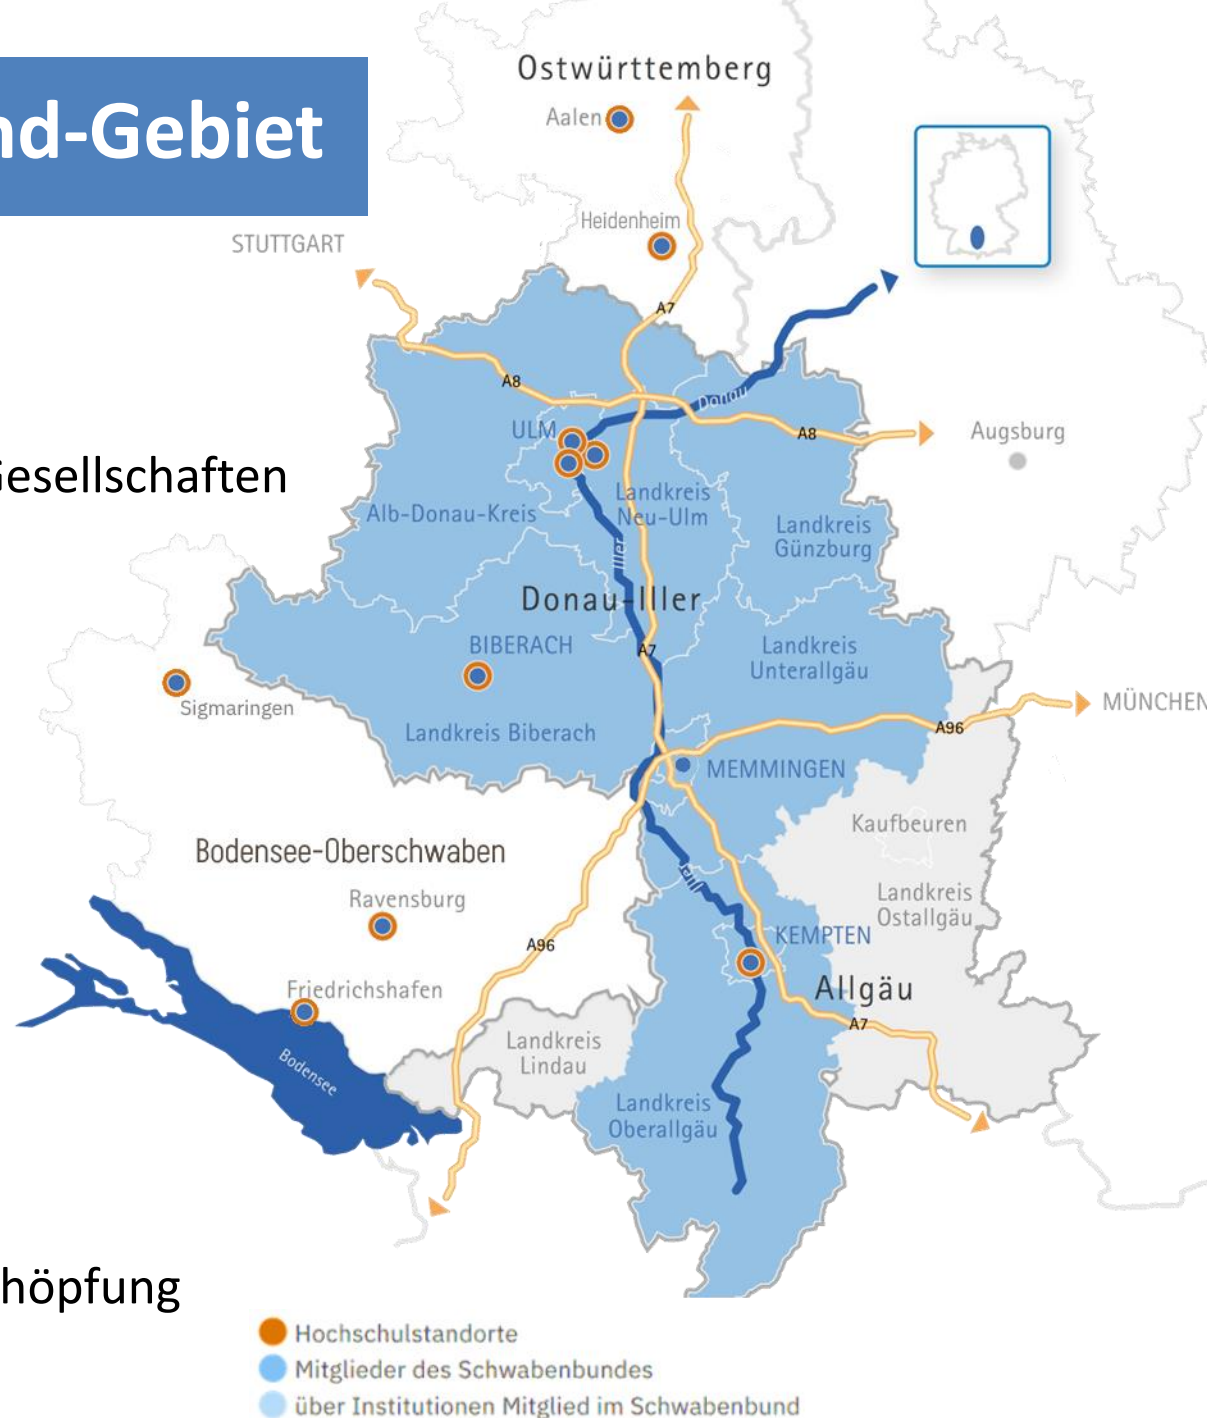 Ostwürttemberg
nd-Gebiet
Aalen
Heidenheim
STUTTGART
A7
A8
Donau
ULM
A8
Augsburg
Gesellschaften
Landkreis
Neu-Ulm
Alb-Donau-Kreis
Landkreis
Günzburg
Iller
Donau-Iller
BIBERACH
A7
Landkreis
Unterallgäu
Sigmaringen
MÜNCHEN
Landkreis Biberach
A96
MEMMINGEN
Kaufbeuren
Bodensee-Oberschwaben
Iller
Landkreis
Ostallgäu
Ravensburg
KEMPTEN
A96
Allgäu
Friedrichshafen
A7
Landkreis
Lindau
Bodensee
Landkreis
Oberallgäu
höpfung
Hochschulstandorte
Mitglieder des Schwabenbundes
über Institutionen Mitglied im Schwabenbund